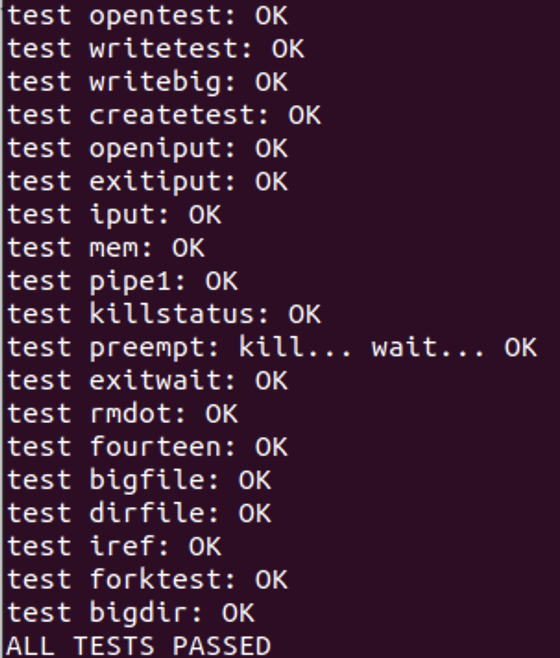 test opentest: OK
test writetest: OK
test writebig: OK
test createtest: OK
test openiput: OK
test exitiput: OK
test iput: OK
test mem: OK
test pipe1: OK
test killstatus: OK
test preempt: kill... wait... OK
test exitwait: OK
test rmdot: OK
test fourteen: OK
test bigfile: OK
test dirfile: OK
test iref: OK
test forktest: OK
test bigdir: OK
ALL TESTS PASSED